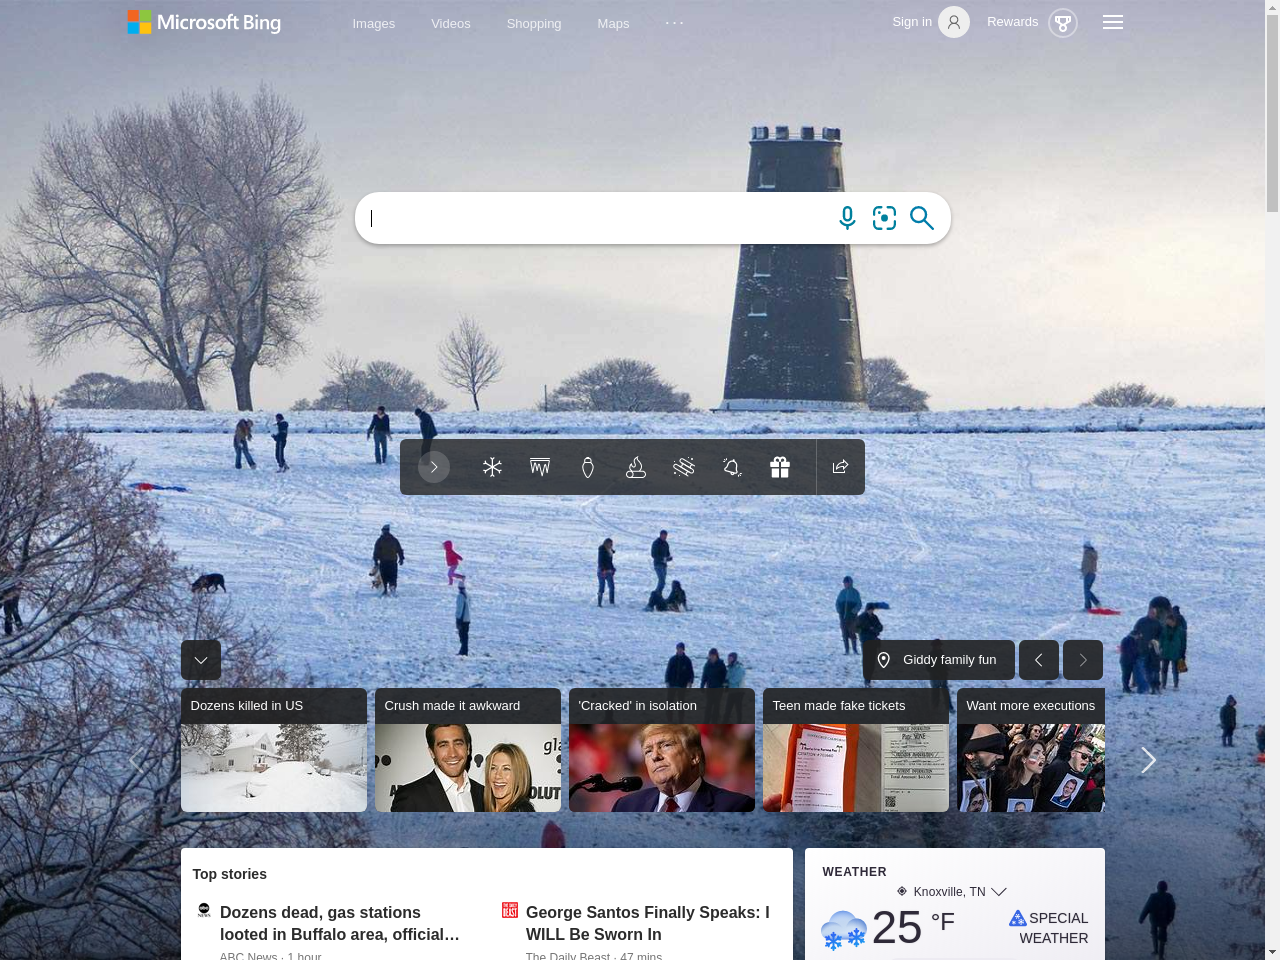 Microsoft Bing
Images
Videos
Shopping
Maps
Sign in
Rewards
Giddy family fun
Dozens killed in US
Crush made it awkward
'Cracked' in isolation
Teen made fake tickets
Want more executions
Top stories
Dozens dead, gas stations
looted in Buffalo area, official…
ABC News · 1 hour
George Santos Finally Speaks: I
WILL Be Sworn In
The Daily Beast · 47 mins
WEATHER
Knoxville, TN
25 °F
SPECIAL
WEATHER